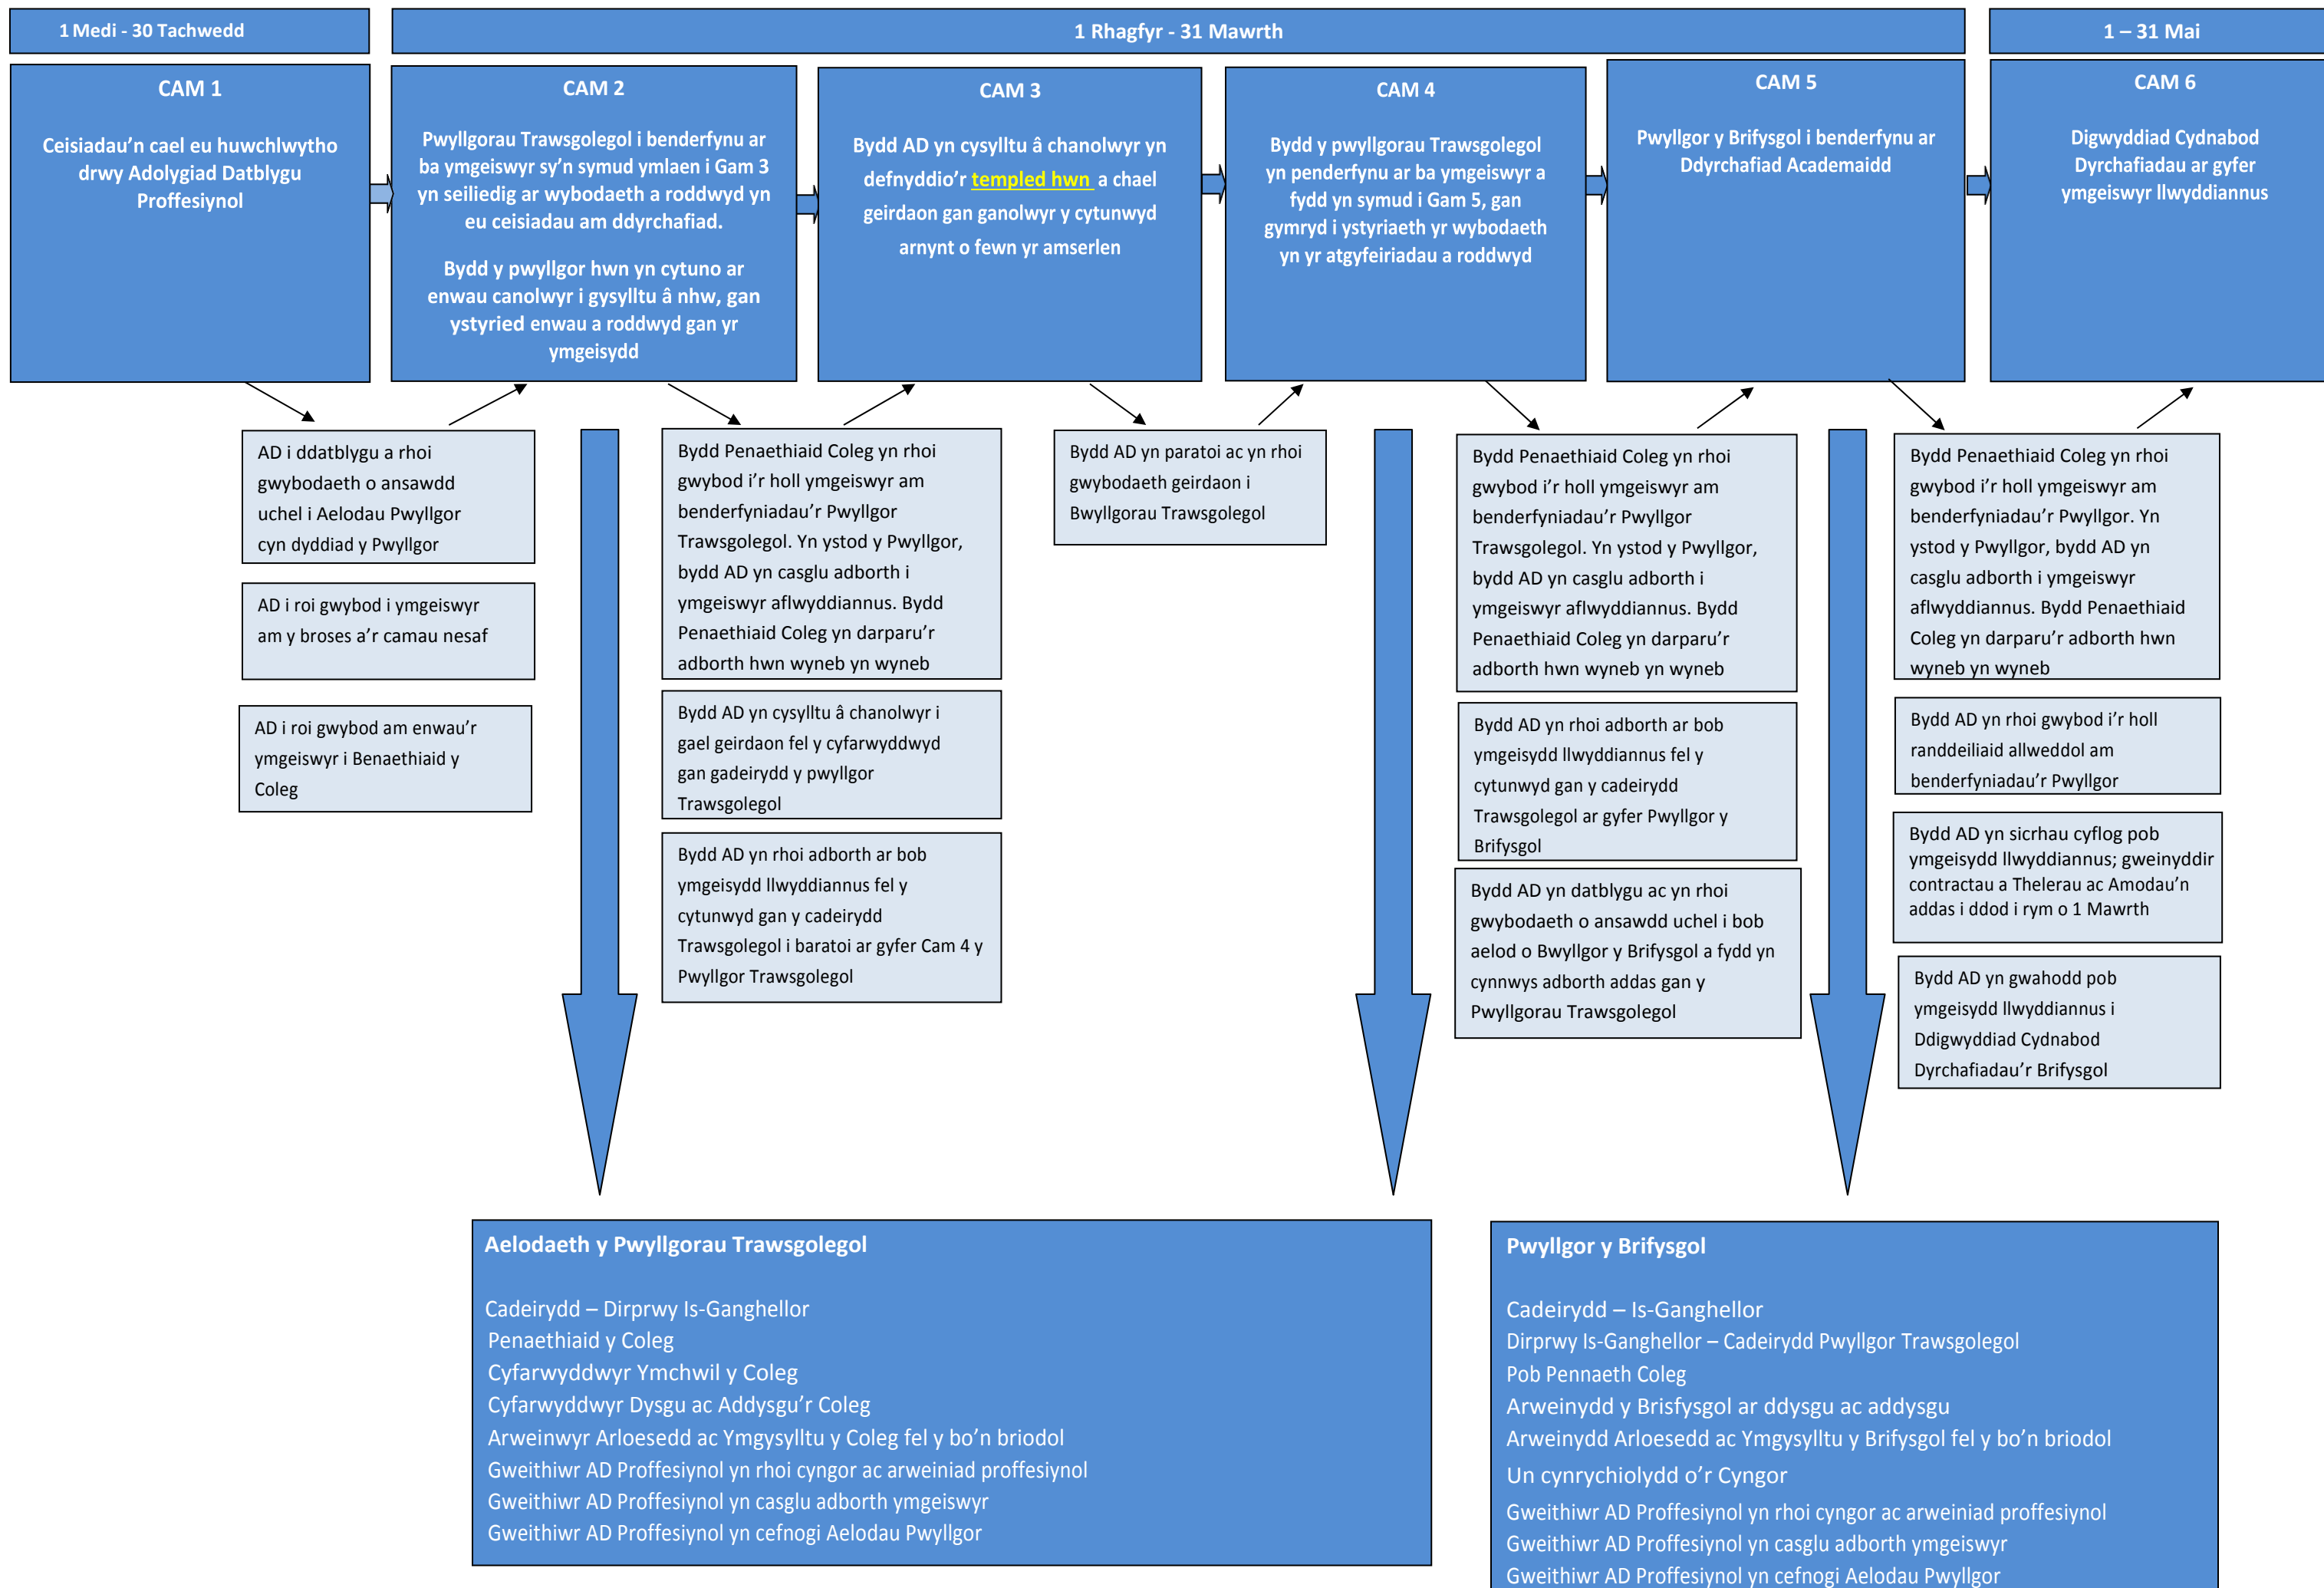 1 Medi - 30 Tachwedd
1 Rhagfyr - 31 Mawrth
1 – 31 Mai
CAM 1
Ceisiadau’n cael eu huwchlwytho
drwy Adolygiad Datblygu
Proffesiynol
CAM 2
Pwyllgorau Trawsgolegol i benderfynu ar
ba ymgeiswyr sy’n symud ymlaen i Gam 3
yn seiliedig ar wybodaeth a roddwyd yn
eu ceisiadau am ddyrchafiad.
Bydd y pwyllgor hwn yn cytuno ar
enwau canolwyr i gysylltu â nhw, gan
ystyried enwau a roddwyd gan yr
ymgeisydd
CAM 3
Bydd AD yn cysylltu â chanolwyr yn
defnyddio’r templed hwn a chael
geirdaon gan ganolwyr y cytunwyd
arnynt o fewn yr amserlen
CAM 4
Bydd y pwyllgorau Trawsgolegol
yn penderfynu ar ba ymgeiswyr a
fydd yn symud i Gam 5, gan
gymryd i ystyriaeth yr wybodaeth
yn yr atgyfeiriadau a roddwyd
CAM 5
Pwyllgor y Brifysgol i benderfynu ar
Ddyrchafiad Academaidd
CAM 6
Digwyddiad Cydnabod
Dyrchafiadau ar gyfer
ymgeiswyr llwyddiannus
AD i ddatblygu a rhoi
gwybodaeth o ansawdd
uchel i Aelodau Pwyllgor
cyn dyddiad y Pwyllgor
AD i roi gwybod i ymgeiswyr
am y broses a’r camau nesaf
AD i roi gwybod am enwau’r
ymgeiswyr i Benaethiaid y
Coleg
Bydd Penaethiaid Coleg yn rhoi
gwybod i’r holl ymgeiswyr am
benderfyniadau’r Pwyllgor
Trawsgolegol. Yn ystod y Pwyllgor,
bydd AD yn casglu adborth i
ymgeiswyr aflwyddiannus. Bydd
Penaethiaid Coleg yn darparu’r
adborth hwn wyneb yn wyneb
Bydd AD yn cysylltu â chanolwyr i
gael geirdaon fel y cyfarwyddwyd
gan gadeirydd y pwyllgor
Trawsgolegol
Bydd AD yn rhoi adborth ar bob
ymgeisydd llwyddiannus fel y
cytunwyd gan y cadeirydd
Trawsgolegol i baratoi ar gyfer Cam 4 y
Pwyllgor Trawsgolegol
Bydd AD yn paratoi ac yn rhoi
gwybodaeth geirdaon i
Bwyllgorau Trawsgolegol
Bydd Penaethiaid Coleg yn rhoi
gwybod i’r holl ymgeiswyr am
benderfyniadau’r Pwyllgor
Trawsgolegol. Yn ystod y Pwyllgor,
bydd AD yn casglu adborth i
ymgeiswyr aflwyddiannus. Bydd
Penaethiaid Coleg yn darparu’r
adborth hwn wyneb yn wyneb
Bydd AD yn rhoi adborth ar bob
ymgeisydd llwyddiannus fel y
cytunwyd gan y cadeirydd
Trawsgolegol ar gyfer Pwyllgor y
Brifysgol
Bydd AD yn datblygu ac yn rhoi
gwybodaeth o ansawdd uchel i bob
aelod o Bwyllgor y Brifysgol a fydd yn
cynnwys adborth addas gan y
Pwyllgorau Trawsgolegol
Bydd Penaethiaid Coleg yn rhoi
gwybod i’r holl ymgeiswyr am
benderfyniadau’r Pwyllgor. Yn
ystod y Pwyllgor, bydd AD yn
casglu adborth i ymgeiswyr
aflwyddiannus. Bydd Penaethiaid
Coleg yn darparu’r adborth hwn
wyneb yn wyneb
Bydd AD yn rhoi gwybod i’r holl
randdeiliaid allweddol am
benderfyniadau’r Pwyllgor
Bydd AD yn sicrhau cyflog pob
ymgeisydd llwyddiannus; gweinyddir
contractau a Thelerau ac Amodau’n
addas i ddod i rym o 1 Mawrth
Bydd AD yn gwahodd pob
ymgeisydd llwyddiannus i
Ddigwyddiad Cydnabod
Dyrchafiadau’r Brifysgol
Aelodaeth y Pwyllgorau Trawsgolegol
Cadeirydd – Dirprwy Is-Ganghellor
Penaethiaid y Coleg
Cyfarwyddwyr Ymchwil y Coleg
Cyfarwyddwyr Dysgu ac Addysgu’r Coleg
Arweinwyr Arloesedd ac Ymgysylltu y Coleg fel y bo’n briodol
Gweithiwr AD Proffesiynol yn rhoi cyngor ac arweiniad proffesiynol
Gweithiwr AD Proffesiynol yn casglu adborth ymgeiswyr
Gweithiwr AD Proffesiynol yn cefnogi Aelodau Pwyllgor
Pwyllgor y Brifysgol
Cadeirydd – Is-Ganghellor
Dirprwy Is-Ganghellor – Cadeirydd Pwyllgor Trawsgolegol
Pob Pennaeth Coleg
Arweinydd y Brisfysgol ar ddysgu ac addysgu
Arweinydd Arloesedd ac Ymgysylltu y Brifysgol fel y bo’n briodol
Un cynrychiolydd o’r Cyngor
Gweithiwr AD Proffesiynol yn rhoi cyngor ac arweiniad proffesiynol
Gweithiwr AD Proffesiynol yn casglu adborth ymgeiswyr
Gweithiwr AD Proffesiynol yn cefnogi Aelodau Pwyllgor